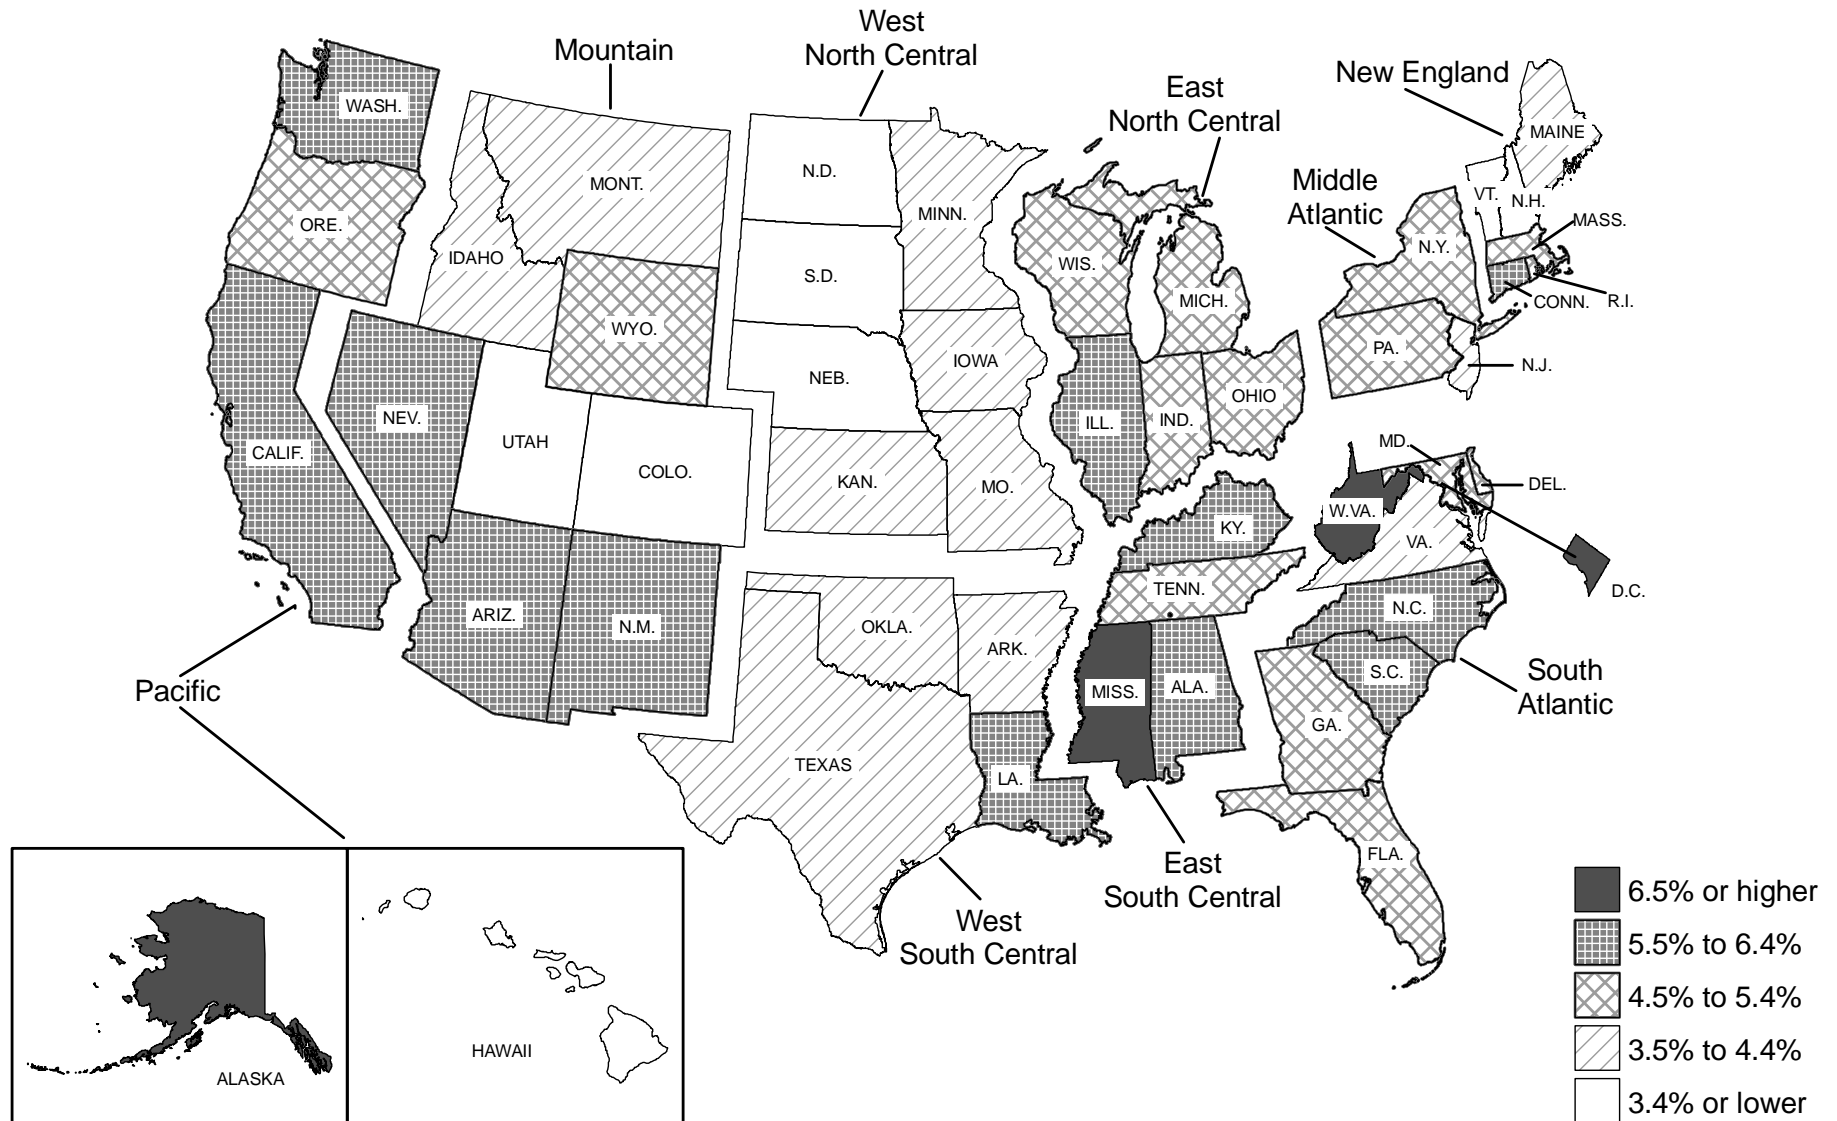 West
North Central
Mountain
East
North Central
New England
WASH.
MAINE
N.D.
MONT.
Middle
Atlantic
MINN.
VT.
N.H.
ORE.
MASS.
N.Y.
IDAHO
WIS.
S.D.
MICH.
CONN.
R.I.
WYO.
PA.
IOWA
N.J.
NEB.
OHIO
NEV.
IND.
ILL.
UTAH
MD.
CALIF.
COLO.
KAN.
MO.
DEL.
W.VA.
KY.
VA.
TENN.
D.C.
N.C.
ARIZ.
N.M.
OKLA.
ARK.
S.C.
South
Atlantic
Pacific
MISS.
ALA.
GA.
TEXAS
LA.
FLA.
East
South Central
West
South Central
6.5% or higher
5.5% to 6.4%
4.5% to 5.4%
3.5% to 4.4%
3.4% or lower
HAWAII
ALASKA